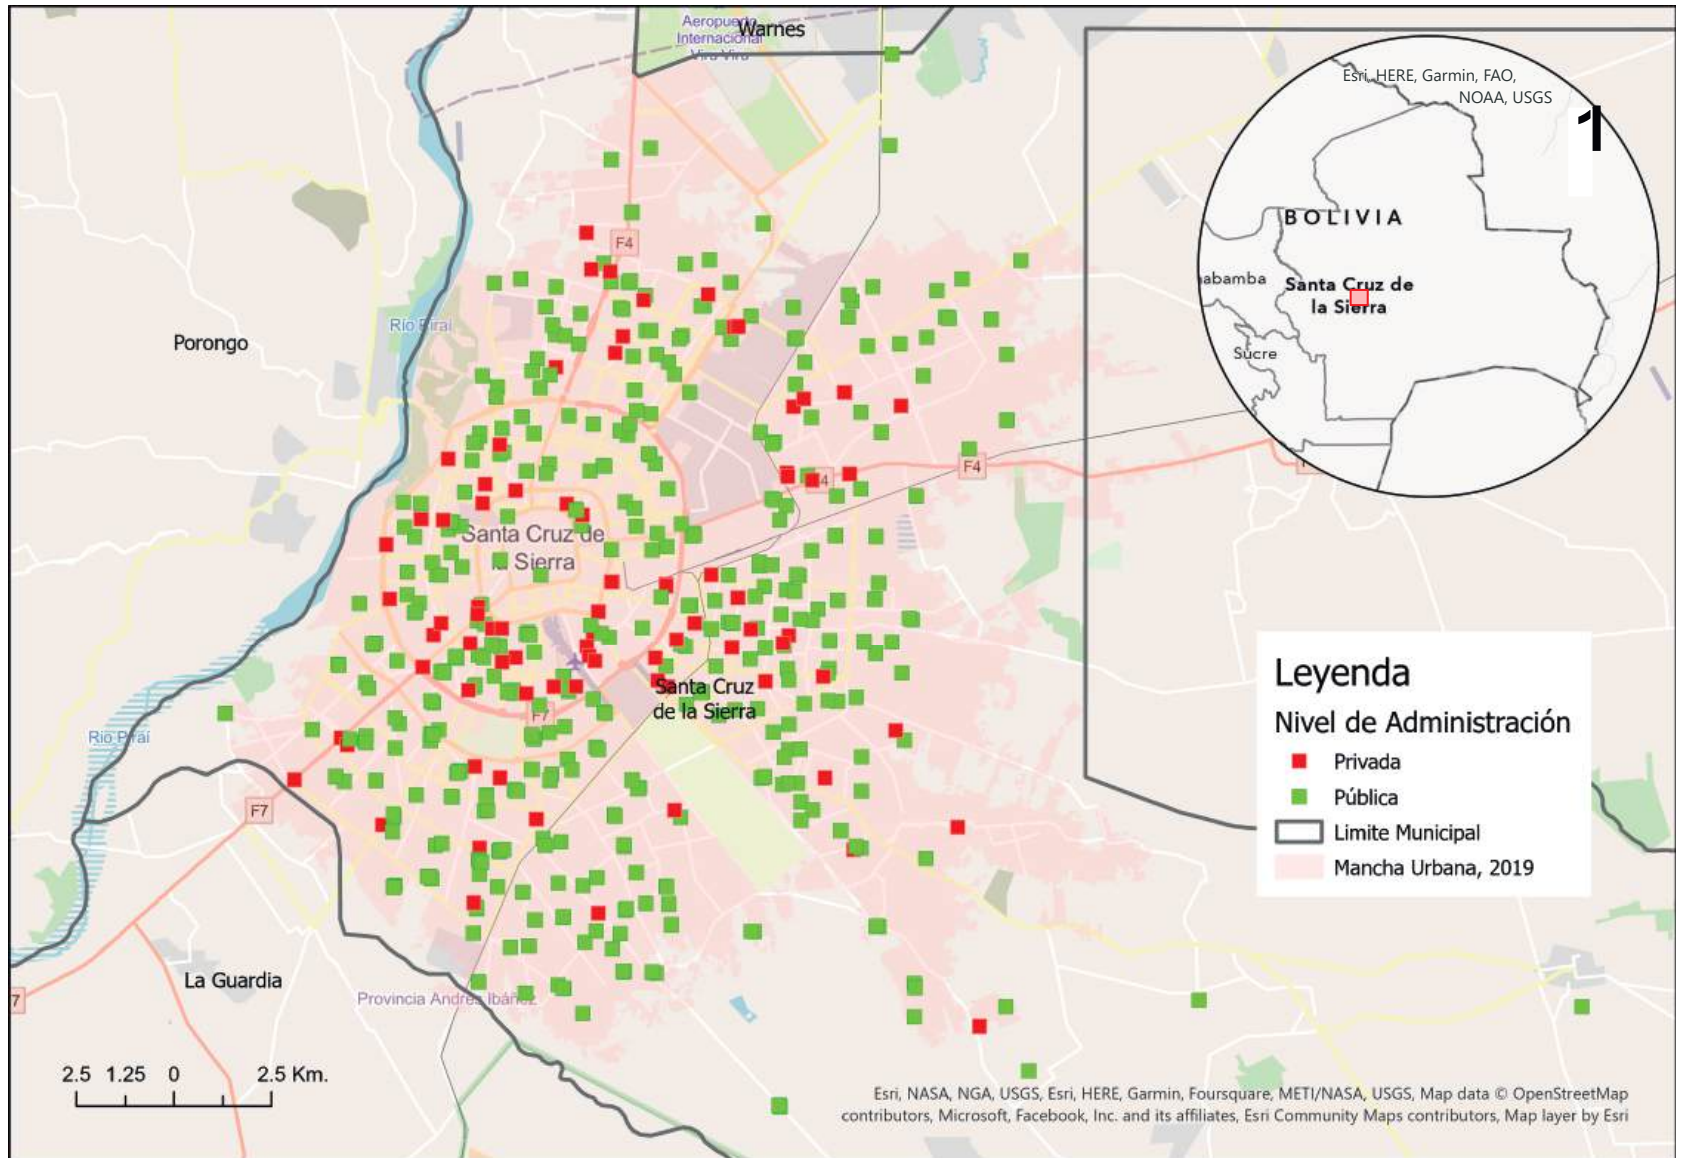 Aeropuerto
Internacional
Viru Viru
Warnes
Esri, HERE, Garmin, FAO,
NOAA, USGS
1
BOLIVIA
abamba
Santa Cruz de
la Sierra
Sucre
F4
Río Piraí
Porongo
F4
4
Santa Cruz de
la Sierra
Santa Cruz
de la Sierra
F7
Río Piraí
F7
7
La Guardia
Provincia Andrés Ibáñez
Leyenda
Nivel de Administración
Privada
Pública
Limite Municipal
Mancha Urbana, 2019
2.5 1.25 0 2.5 Km.
Esri, NASA, NGA, USGS, Esri, HERE, Garmin, Foursquare, METI/NASA, USGS, Map data © OpenStreetMap
contributors, Microsoft, Facebook, Inc. and its affiliates, Esri Community Maps contributors, Map layer by Esri